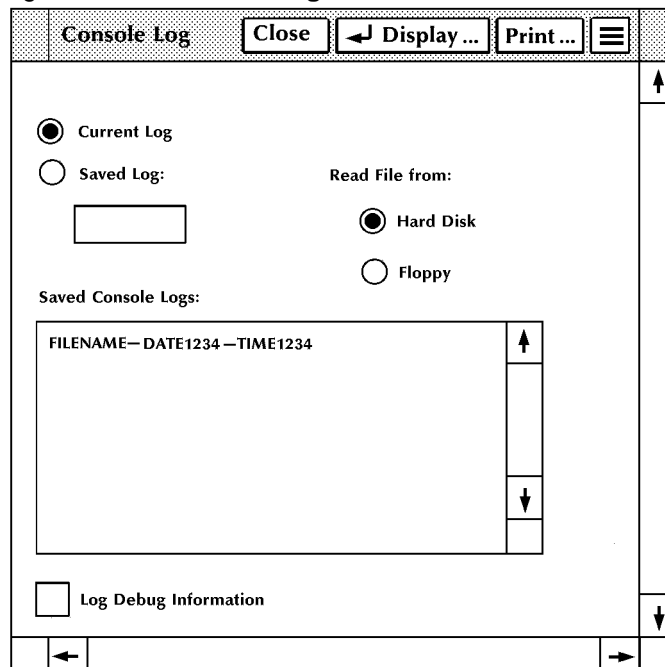 Console Log Close Display ... Print ...
Current Log
Saved Log:
Read File from:
Hard Disk
Floppy
Saved Console Logs:
FILENAME–DATE1234–TIME1234
Log Debug Information